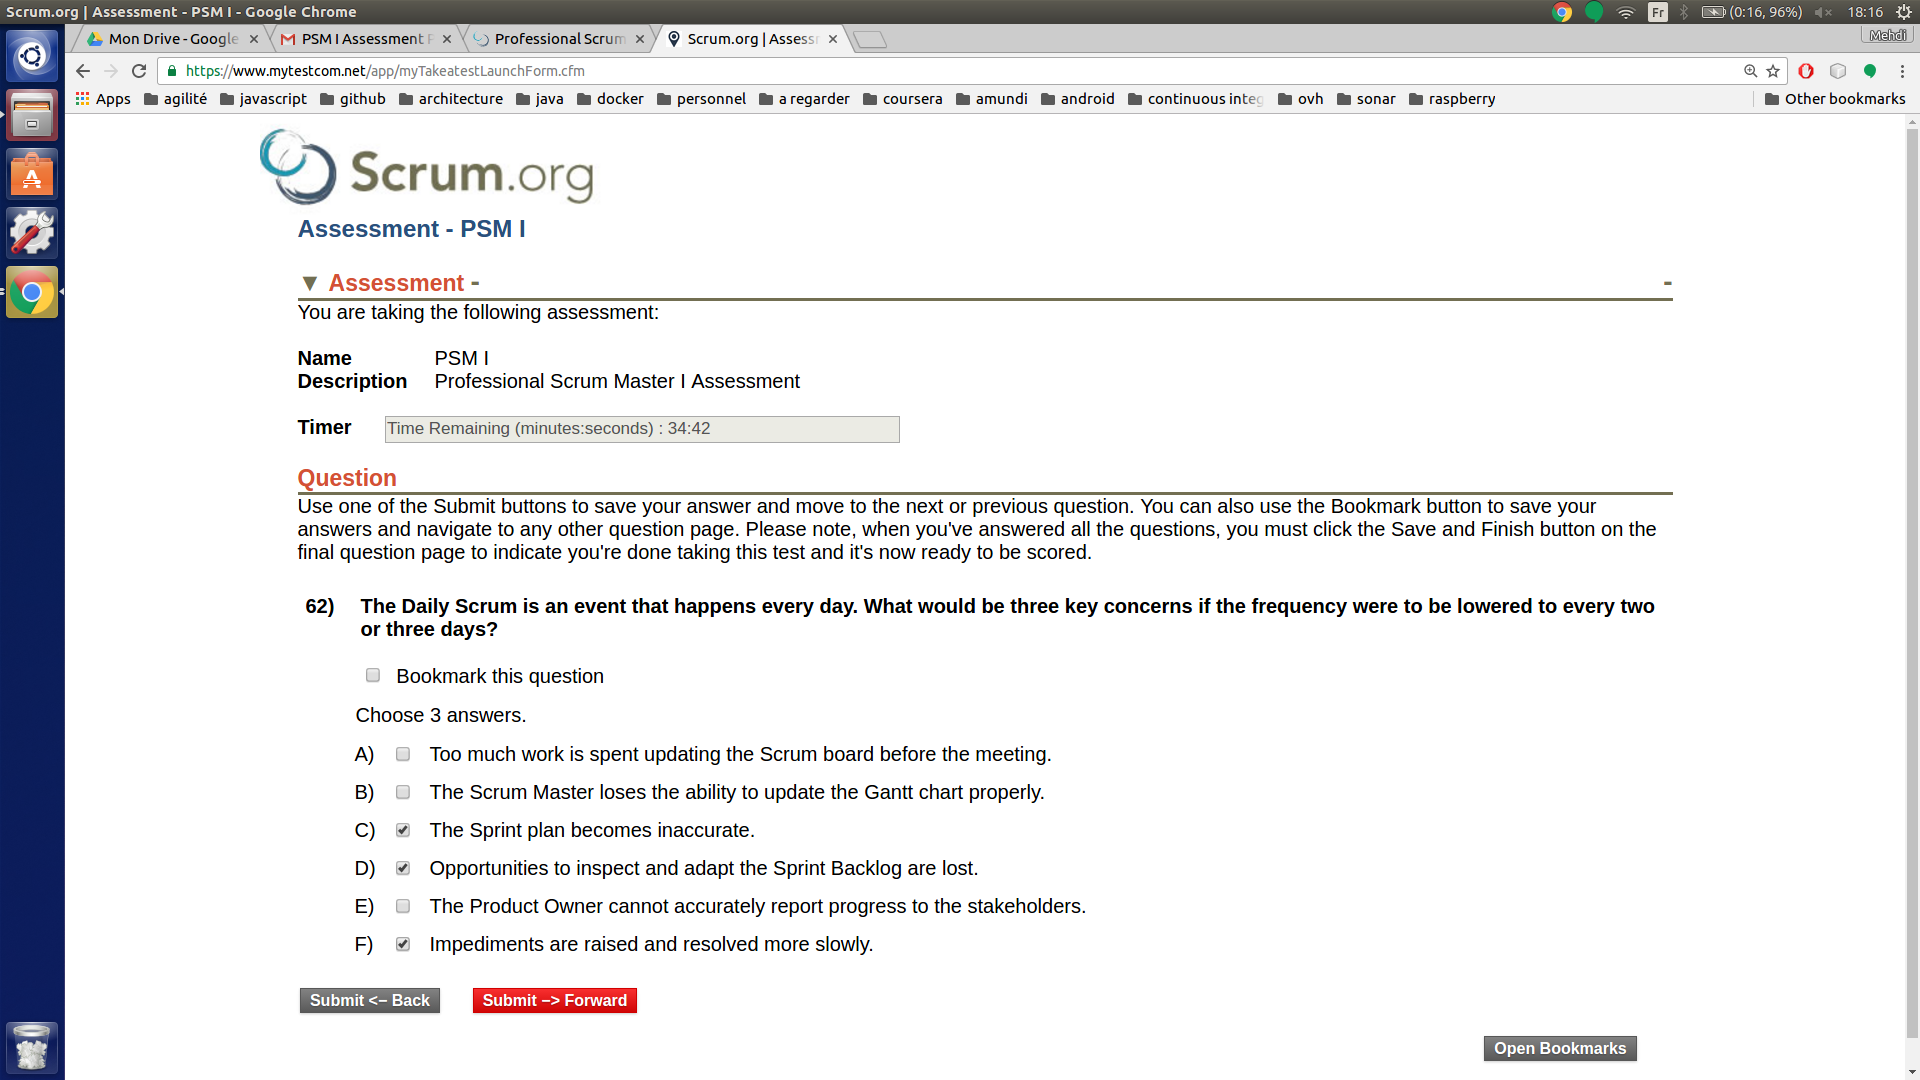 Scrum.org | Assessment - PSM I - Google Chrome
Fr
(0:16, 96%)
18:16
Mon Drive - Google
PSM I Assessment
Professional Scrum
Scrum.org | Assess
Mehdi
https://www.mytestcom.net/app/myTakeatestLaunchForm.cfm
Apps agilité javascript github architecture java docker personnel a regarder coursera amundi android continuous integ ovh sonar raspberry Other bookmarks
Scrum.org
Assessment - PSM I
▼ Assessment - -
You are taking the following assessment:
Name PSM I
Description Professional Scrum Master I Assessment
Timer Time Remaining (minutes:seconds) : 34:42
Question
Use one of the Submit buttons to save your answer and move to the next or previous question. You can also use the Bookmark button to save your
answers and navigate to any other question page. Please note, when you've answered all the questions, you must click the Save and Finish button on the
final question page to indicate you're done taking this test and it's now ready to be scored.
62) The Daily Scrum is an event that happens every day. What would be three key concerns if the frequency were to be lowered to every two
or three days?
Bookmark this question
Choose 3 answers.
A) Too much work is spent updating the Scrum board before the meeting.
B) The Scrum Master loses the ability to update the Gantt chart properly.
C) The Sprint plan becomes inaccurate.
D) Opportunities to inspect and adapt the Sprint Backlog are lost.
E) The Product Owner cannot accurately report progress to the stakeholders.
F) Impediments are raised and resolved more slowly.
Submit <– Back Submit –> Forward
Open Bookmarks